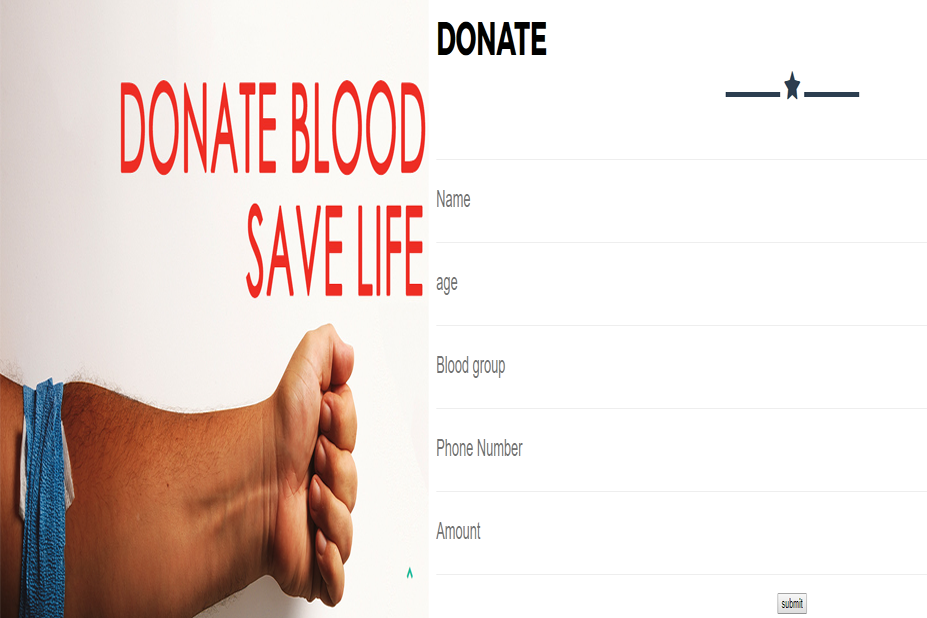 DONATE BLOOD
SAVE LIFE
DONATE
Name
age
Blood group
Phone Number
Amount
submit